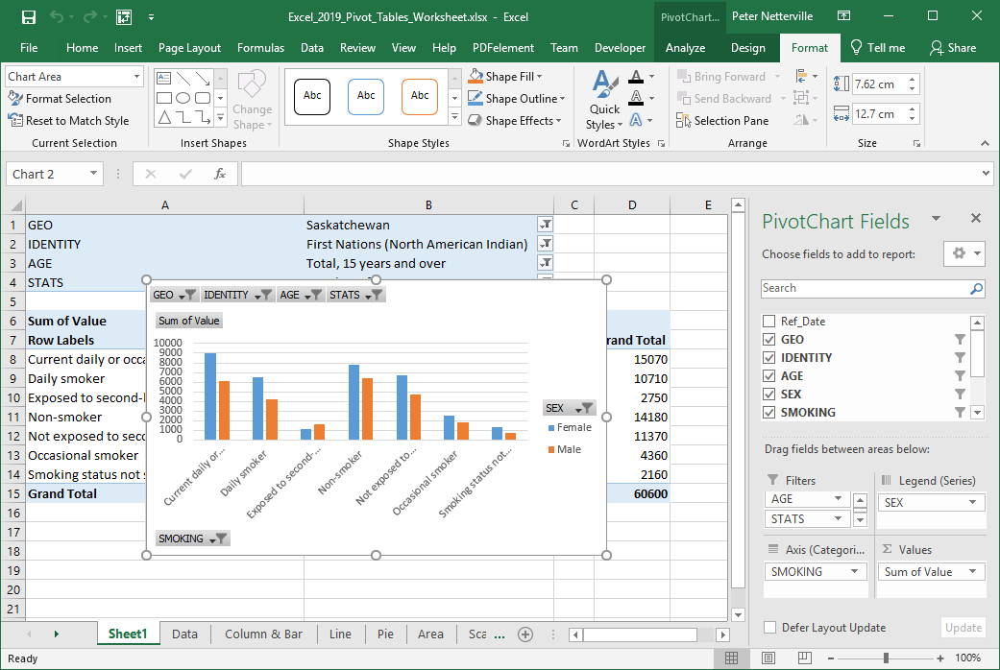 Excel_2019_Pivot_Tables_Worksheet.xlsx - Excel
PivotChart...
Peter Netterville
File Home Insert Page Layout Formulas Data Review View Help PDFelement Team Developer Analyze Design Format Tell me Share
Chart Area
Format Selection
Reset to Match Style
Current Selection
Change
Shape
Insert Shapes
Abc Abc Abc
Shape Fill
Shape Outline
Shape Effects
Shape Styles
Quick
Styles
WordArt Styles
Bring Forward
Send Backward
Selection Pane
Arrange
7.62 cm
12.7 cm
Size
Chart 2
fx
A B C D E
1 GEO Saskatchewan
2 IDENTITY First Nations (North American Indian)
3 AGE Total, 15 years and over
4 STATS
5
6 Sum of Value
7 Row Labels rand Total
8 Current daily or occa 15070
9 Daily smoker 10710
10 Exposed to second-l 2750
11 Non-smoker 14180
12 Not exposed to seco 11370
13 Occasional smoker 4360
14 Smoking status not s 2160
15 Grand Total 60600
16
17
18
19
20
21
GEO IDENTITY AGE STATS
Sum of Value
10000
9000
8000
7000
6000
5000
4000
3000
2000
1000
0
Current daily or...
Daily smoker
Exposed to second-...
Non-smoker
Not exposed to...
Occasional smoker
Smoking status not...
SEX
Female
Male
SMOKING
PivotChart Fields
Choose fields to add to report:
Search
Ref_Date
GEO
IDENTITY
AGE
SEX
SMOKING
Drag fields between areas below:
Filters
AGE
STATS
Legend (Series)
SEX
Axis (Categori...
SMOKING
Σ Values
Sum of Value
Defer Layout Update
Update
Sheet1 Data Column & Bar Line Pie Area Sca ...
Ready
100%